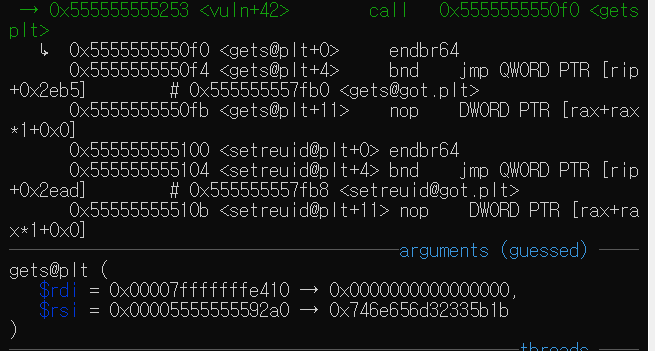 → 0x555555555253 <vuln+42>        call   0x5555555550f0 <gets
plt>
↳  0x5555555550f0 <gets@plt+0>     endbr64
0x5555555550f4 <gets@plt+4>     bnd    jmp QWORD PTR [rip
+0x2eb5]        # 0x555555557fb0 <gets@got.plt>
0x5555555550fb <gets@plt+11>    nop    DWORD PTR [rax+rax
*1+0x0]
0x555555555100 <setreuid@plt+0> endbr64
0x555555555104 <setreuid@plt+4> bnd    jmp QWORD PTR [rip
+0x2ead]        # 0x555555557fb8 <setreuid@got.plt>
0x55555555510b <setreuid@plt+11> nop    DWORD PTR [rax+ra
x*1+0x0]
arguments (guessed)
gets@plt (
$rdi = 0x00007fffffffe410 → 0x0000000000000000,
$rsi = 0x00005555555592a0 → 0x746e656d32335b1b
)
threads